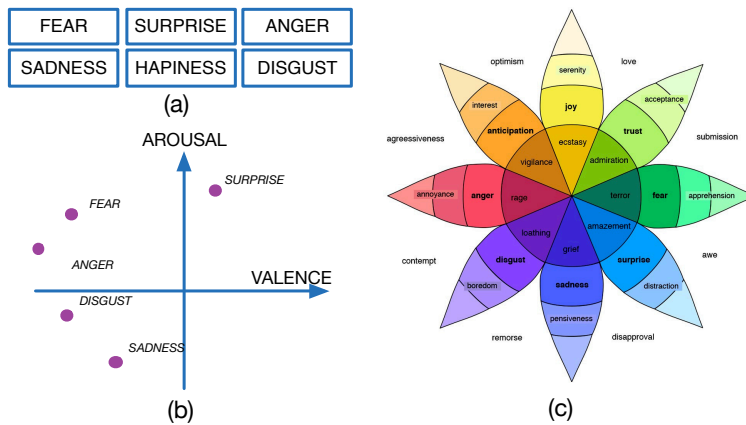 FEAR SURPRISE ANGER
SADNESS HAPINESS DISGUST
(a)
AROUSAL
SURPRISE
FEAR
ANGER
VALENCE
DISGUST
SADNESS
(b)
optimism love
serenity
interest acceptance
joy
anticipation trust
agreessiveness submission
ecstasy
vigilance admiration
annoyance anger rage terror fear apprehension
loathing amazement
grief
contempt awe
disgust surprise
boredom sadness distraction
pensiveness
remorse disapproval
(c)